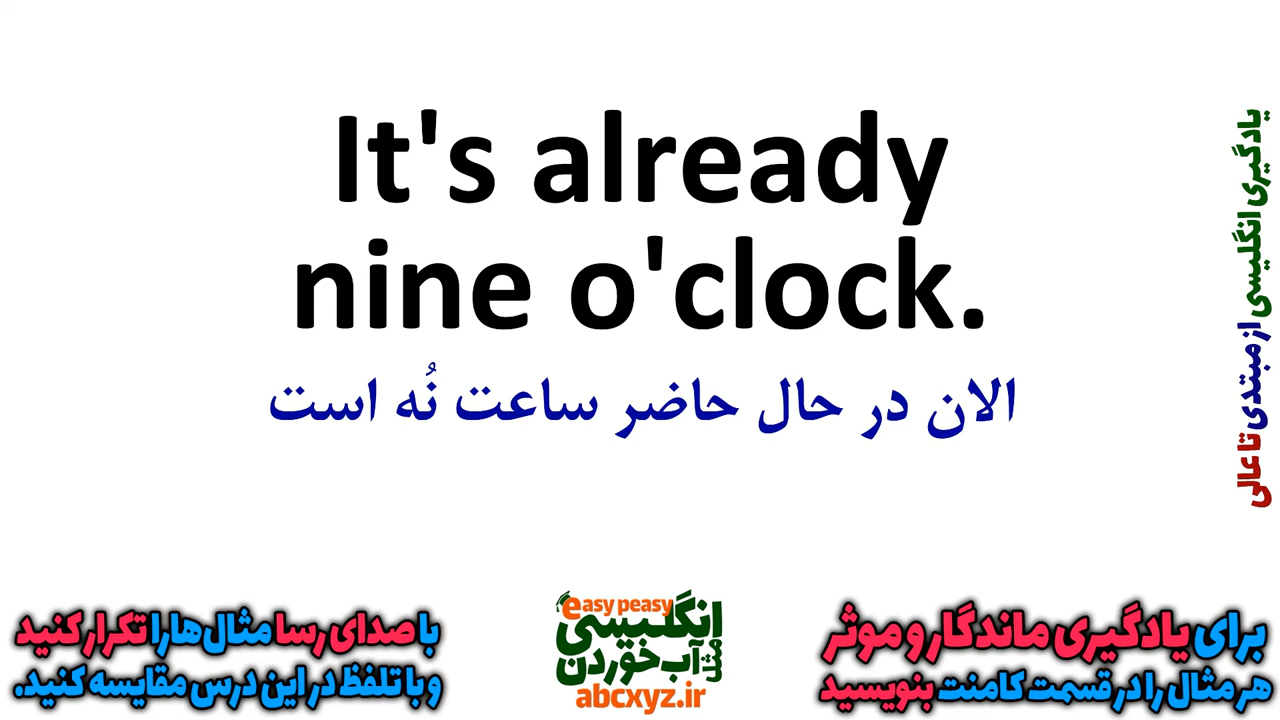 It's already
nine o'clock.
الان در حال حاضر ساعت نُه است
یادگیری انگلیسی از مبتدی تا عالی
برای یادگیری ماندگار و موثر
هر مثال را در قسمت کامنت بنویسید
easy peasy
انگلیسی
مثل آب خوردن
abcxyz.ir
با صدای رسا مثال‌ها را تکرار کنید
و با تلفظ در این درس مقایسه کنید.